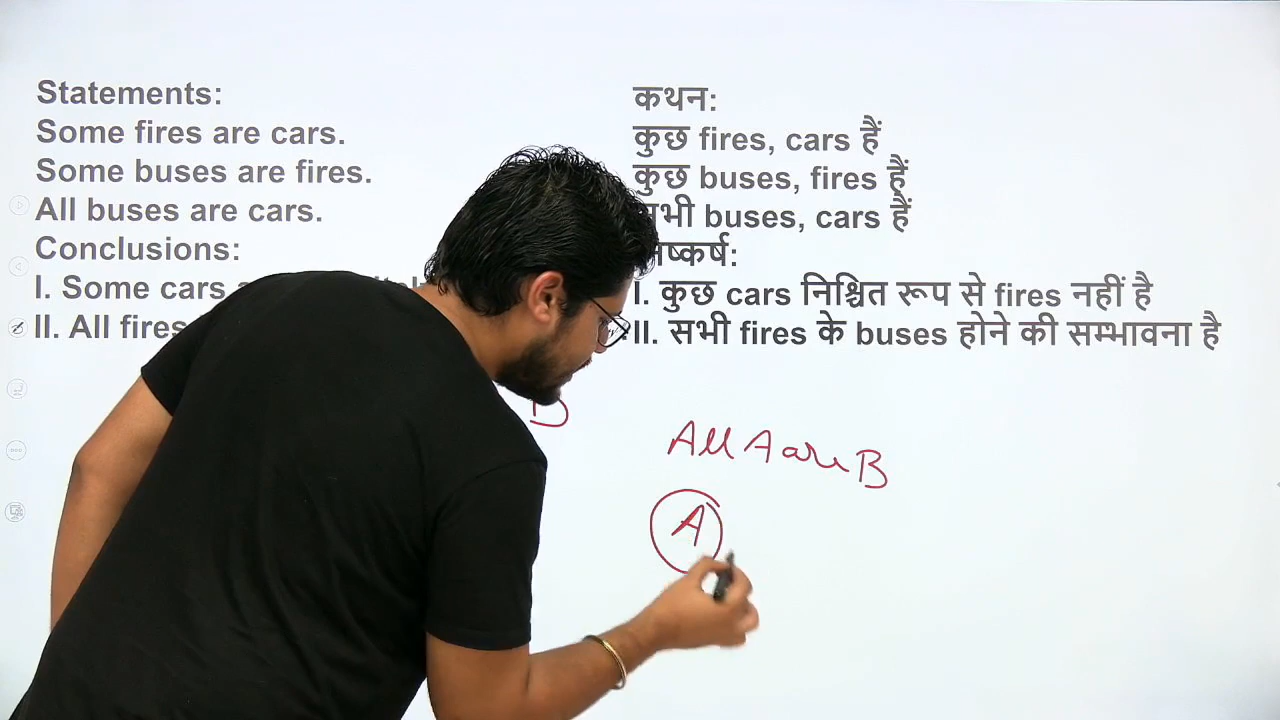 Statements:
Some fires are cars.
Some buses are fires.
All buses are cars.
Conclusions:
I. Some cars
II. All fires
कथन:
कुछ fires, cars हैं
कुछ buses, fires हैं
buses, cars हैं
I. कुछ cars निश्चित रूप से fires नहीं है
II. सभी fires के buses होने की सम्भावना है
All A are B
A